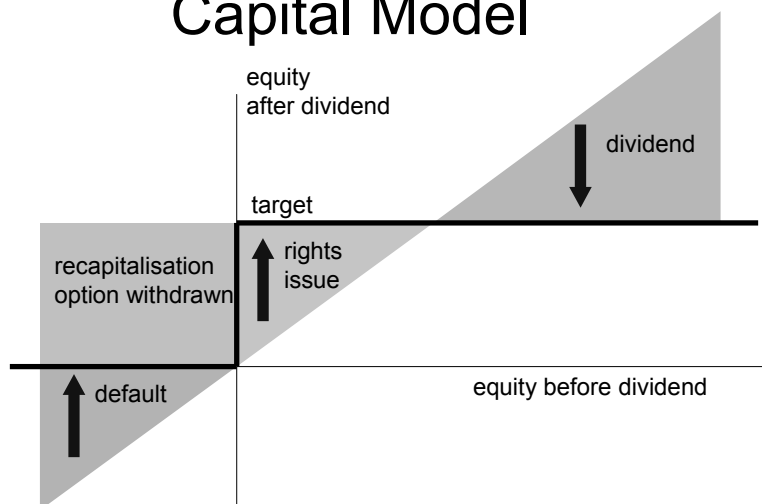 Capital Model
equity
after dividend
dividend
target
rights
issue
recapitalisation
option withdrawn
default
equity before dividend